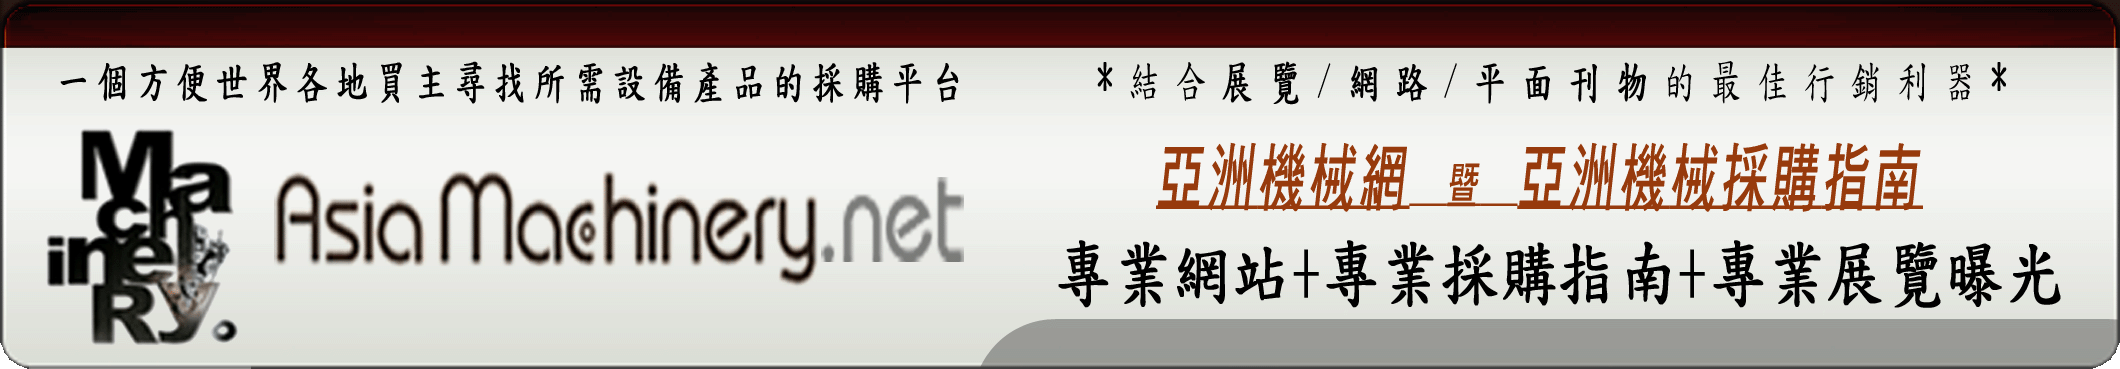 一個方便世界各地買主尋找所需設備產品的採購平台
*結合展覽/網路/平面刊物的最佳行銷利器*
Machinery.
Asia Machinery.net
亞洲機械網 暨 亞洲機械採購指南
專業網站+專業採購指南+專業展覽曝光